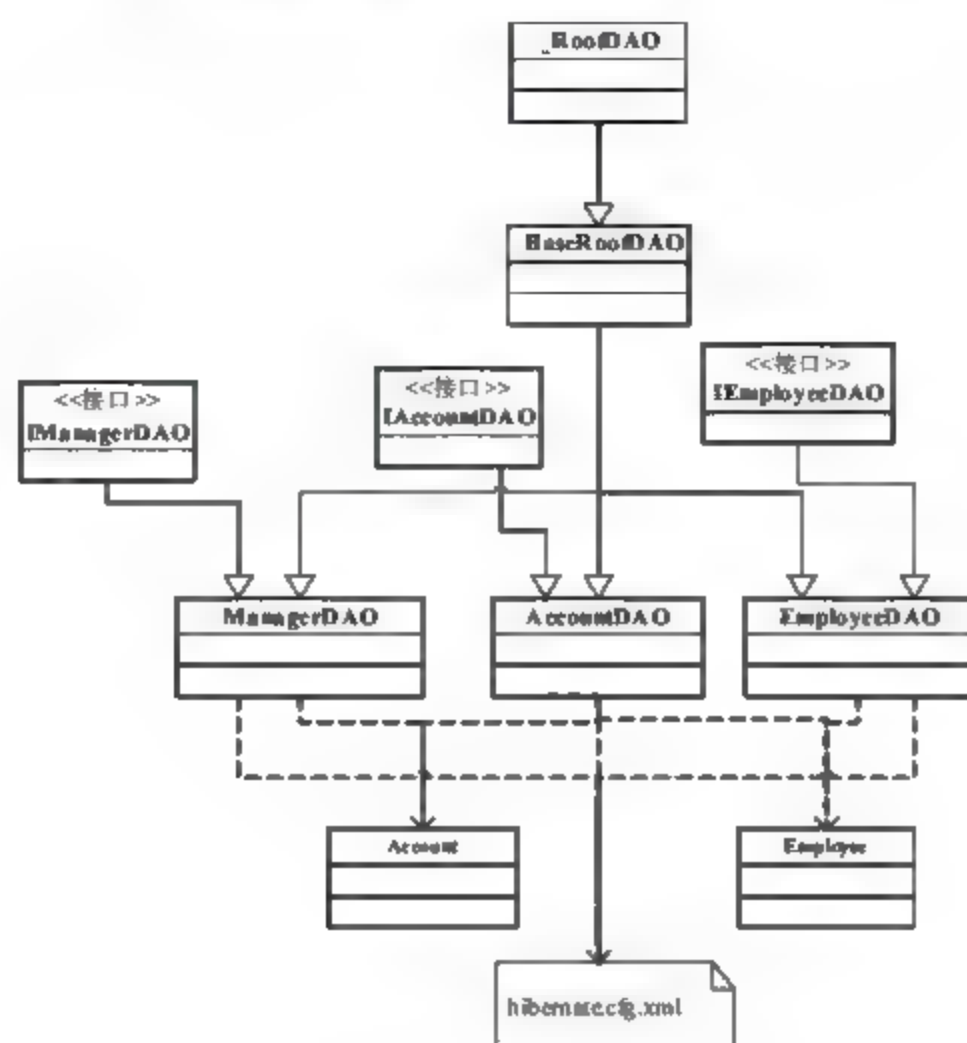 _RootDAO
BaseRootDAO
<<接口>>
IEmployeeDAO
<<接口>>
IAccountDAO
<<接口>>
IManagerDAO
ManagerDAO
AccountDAO
EmployeeDAO
Account
Employee
hibernate.cfg.xml